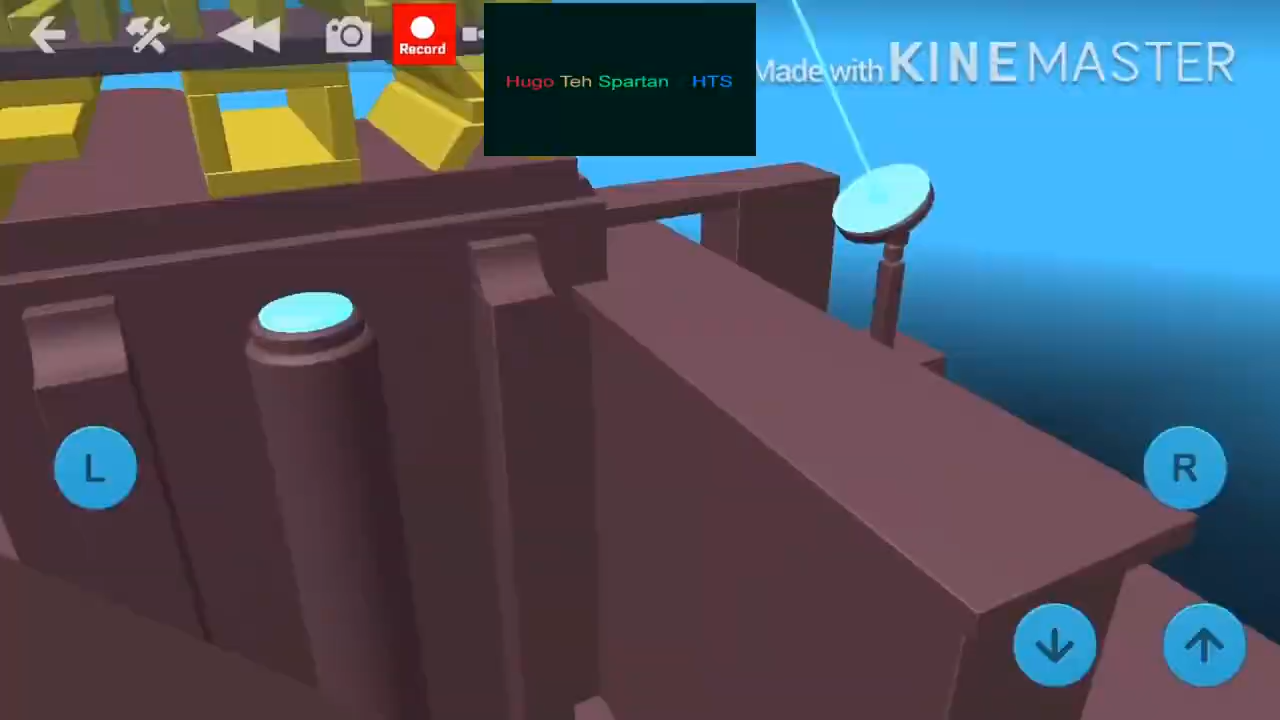 Record
Hugo Teh Spartan HTS
Made with KINEMASTER
L
R